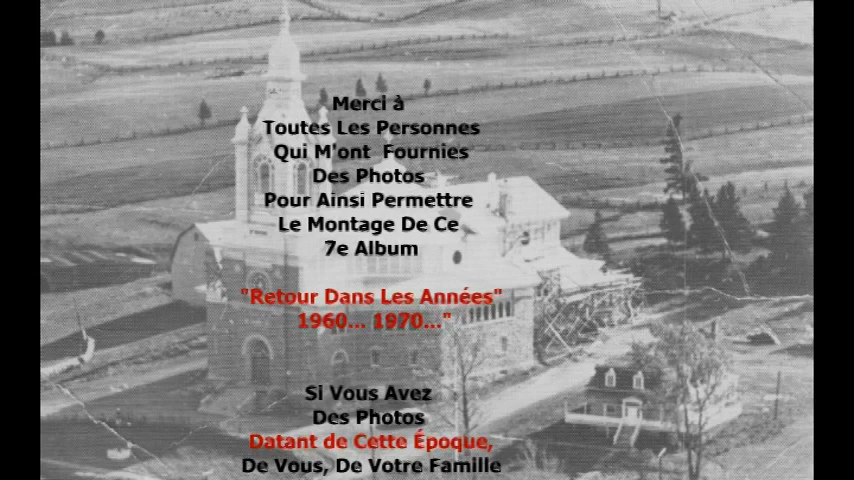 Merci à
Toutes Les Personnes
Qui M'ont Fournies
Des Photos
Pour Ainsi Permettre
Le Montage De Ce
7e Album
"Retour Dans Les Années"
1960... 1970..."
Si Vous Avez
Des Photos
Datant de Cette Époque,
De Vous, De Votre Famille